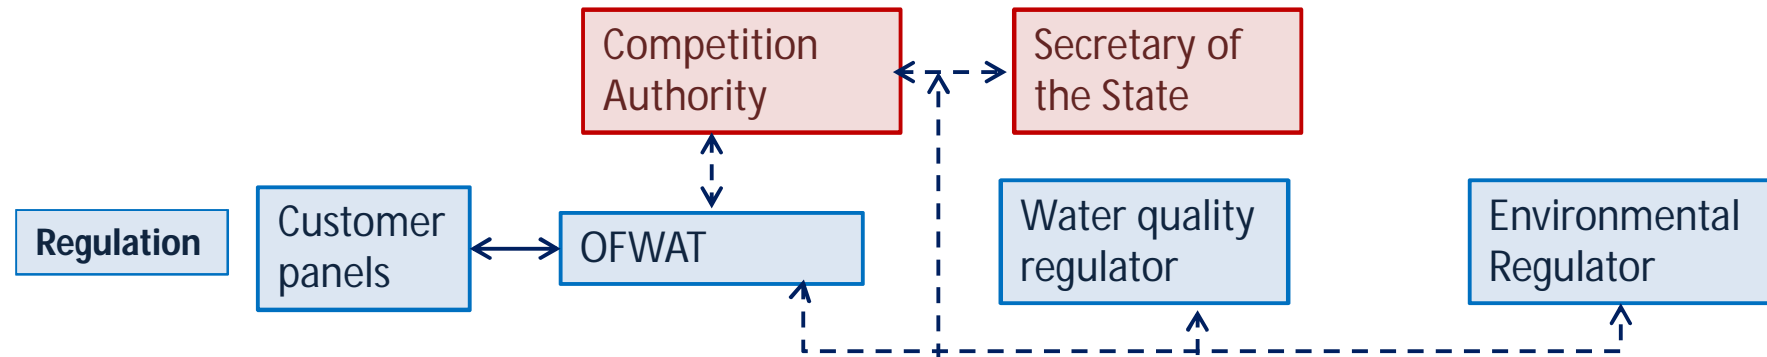 Competition
Authority
Secretary of
the State
Regulation
Customer
panels
OFWAT
Water quality
regulator
Environmental
Regulator